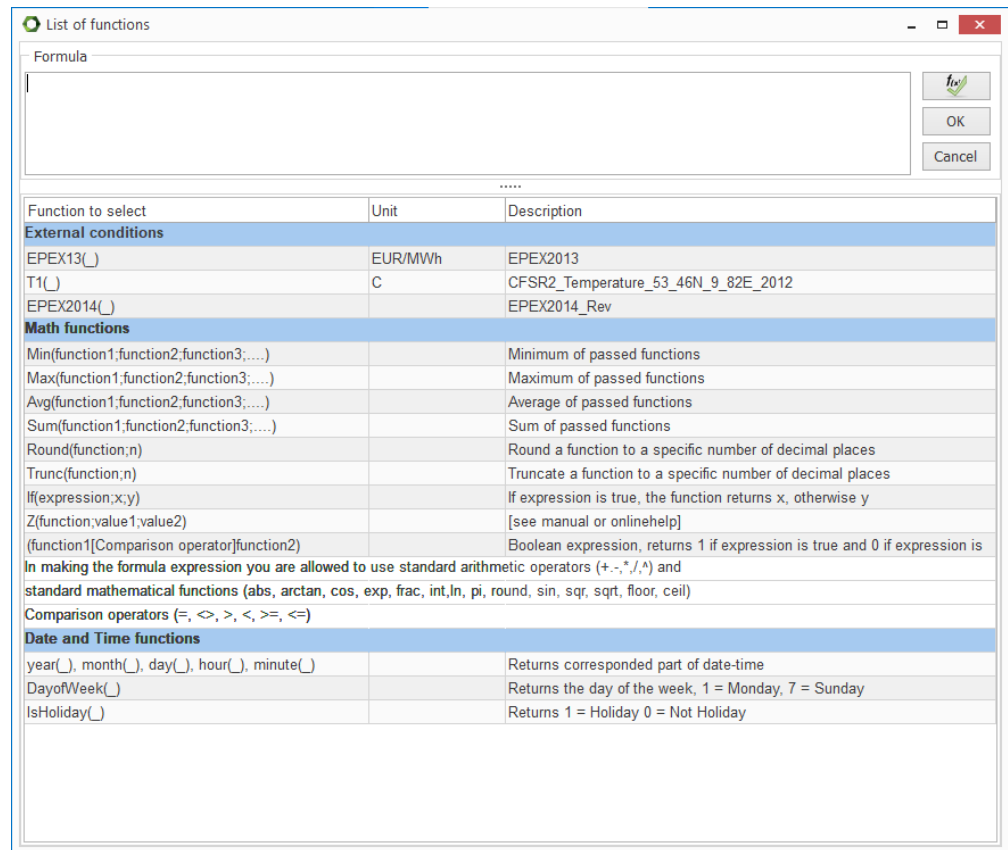 List of functions
Formula
f(x)
OK
Cancel
Function to select Unit Description
External conditions
EPEX13(_) EUR/MWh EPEX2013
T1(_) C CFSR2_Temperature_53_46N_9_82E_2012
EPEX2014(_) EPEX2014_Rev
Math functions
Min(function1;function2;function3;....) Minimum of passed functions
Max(function1;function2;function3;....) Maximum of passed functions
Avg(function1;function2;function3;....) Average of passed functions
Sum(function1;function2;function3;....) Sum of passed functions
Round(function;n) Round a function to a specific number of decimal places
Trunc(function;n) Truncate a function to a specific number of decimal places
If(expression;x;y) If expression is true, the function returns x, otherwise y
Z(function;value1;value2) [see manual or onlinehelp]
(function1[Comparison operator]function2) Boolean expression, returns 1 if expression is true and 0 if expression is
In making the formula expression you are allowed to use standard arithmetic operators (+.-,*,/,^) and
standard mathematical functions (abs, arctan, cos, exp, frac, int,ln, pi, round, sin, sqr, sqrt, floor, ceil)
Comparison operators (=, <>, >, <, >=, <=)
Date and Time functions
year(_), month(_), day(_), hour(_), minute(_) Returns corresponded part of date-time
DayofWeek(_) Returns the day of the week, 1 = Monday, 7 = Sunday
IsHoliday(_) Returns 1 = Holiday 0 = Not Holiday